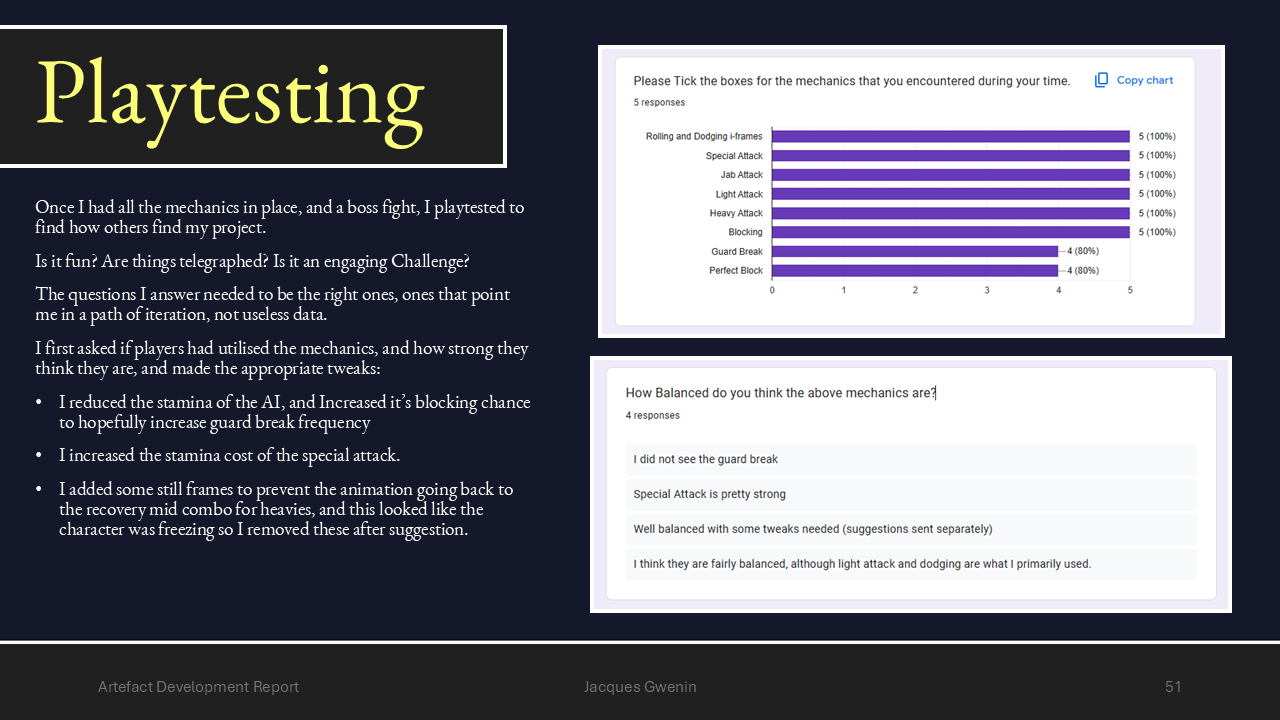 Playtesting
Once I had all the mechanics in place, and a boss fight, I playtested to
find how others find my project.
Is it fun? Are things telegraphed? Is it an engaging Challenge?
The questions I answer needed to be the right ones, ones that point
me in a path of iteration, not useless data.
I first asked if players had utilised the mechanics, and how strong they
think they are, and made the appropriate tweaks:
• I reduced the stamina of the AI, and Increased it’s blocking chance
to hopefully increase guard break frequency
• I increased the stamina cost of the special attack.
• I added some still frames to prevent the animation going back to
the recovery mid combo for heavies, and this looked like the
character was freezing so I removed these after suggestion.
Please Tick the boxes for the mechanics that you encountered during your time.
Copy chart
5 responses
Rolling and Dodging i-frames 5 (100%)
Special Attack 5 (100%)
Jab Attack 5 (100%)
Light Attack 5 (100%)
Heavy Attack 5 (100%)
Blocking 5 (100%)
Guard Break 4 (80%)
Perfect Block 4 (80%)
0 1 2 3 4 5
How Balanced do you think the above mechanics are?
4 responses
I did not see the guard break
Special Attack is pretty strong
Well balanced with some tweaks needed (suggestions sent separately)
I think they are fairly balanced, although light attack and dodging are what I primarily used.
Artefact Development Report
Jacques Gwenin
51